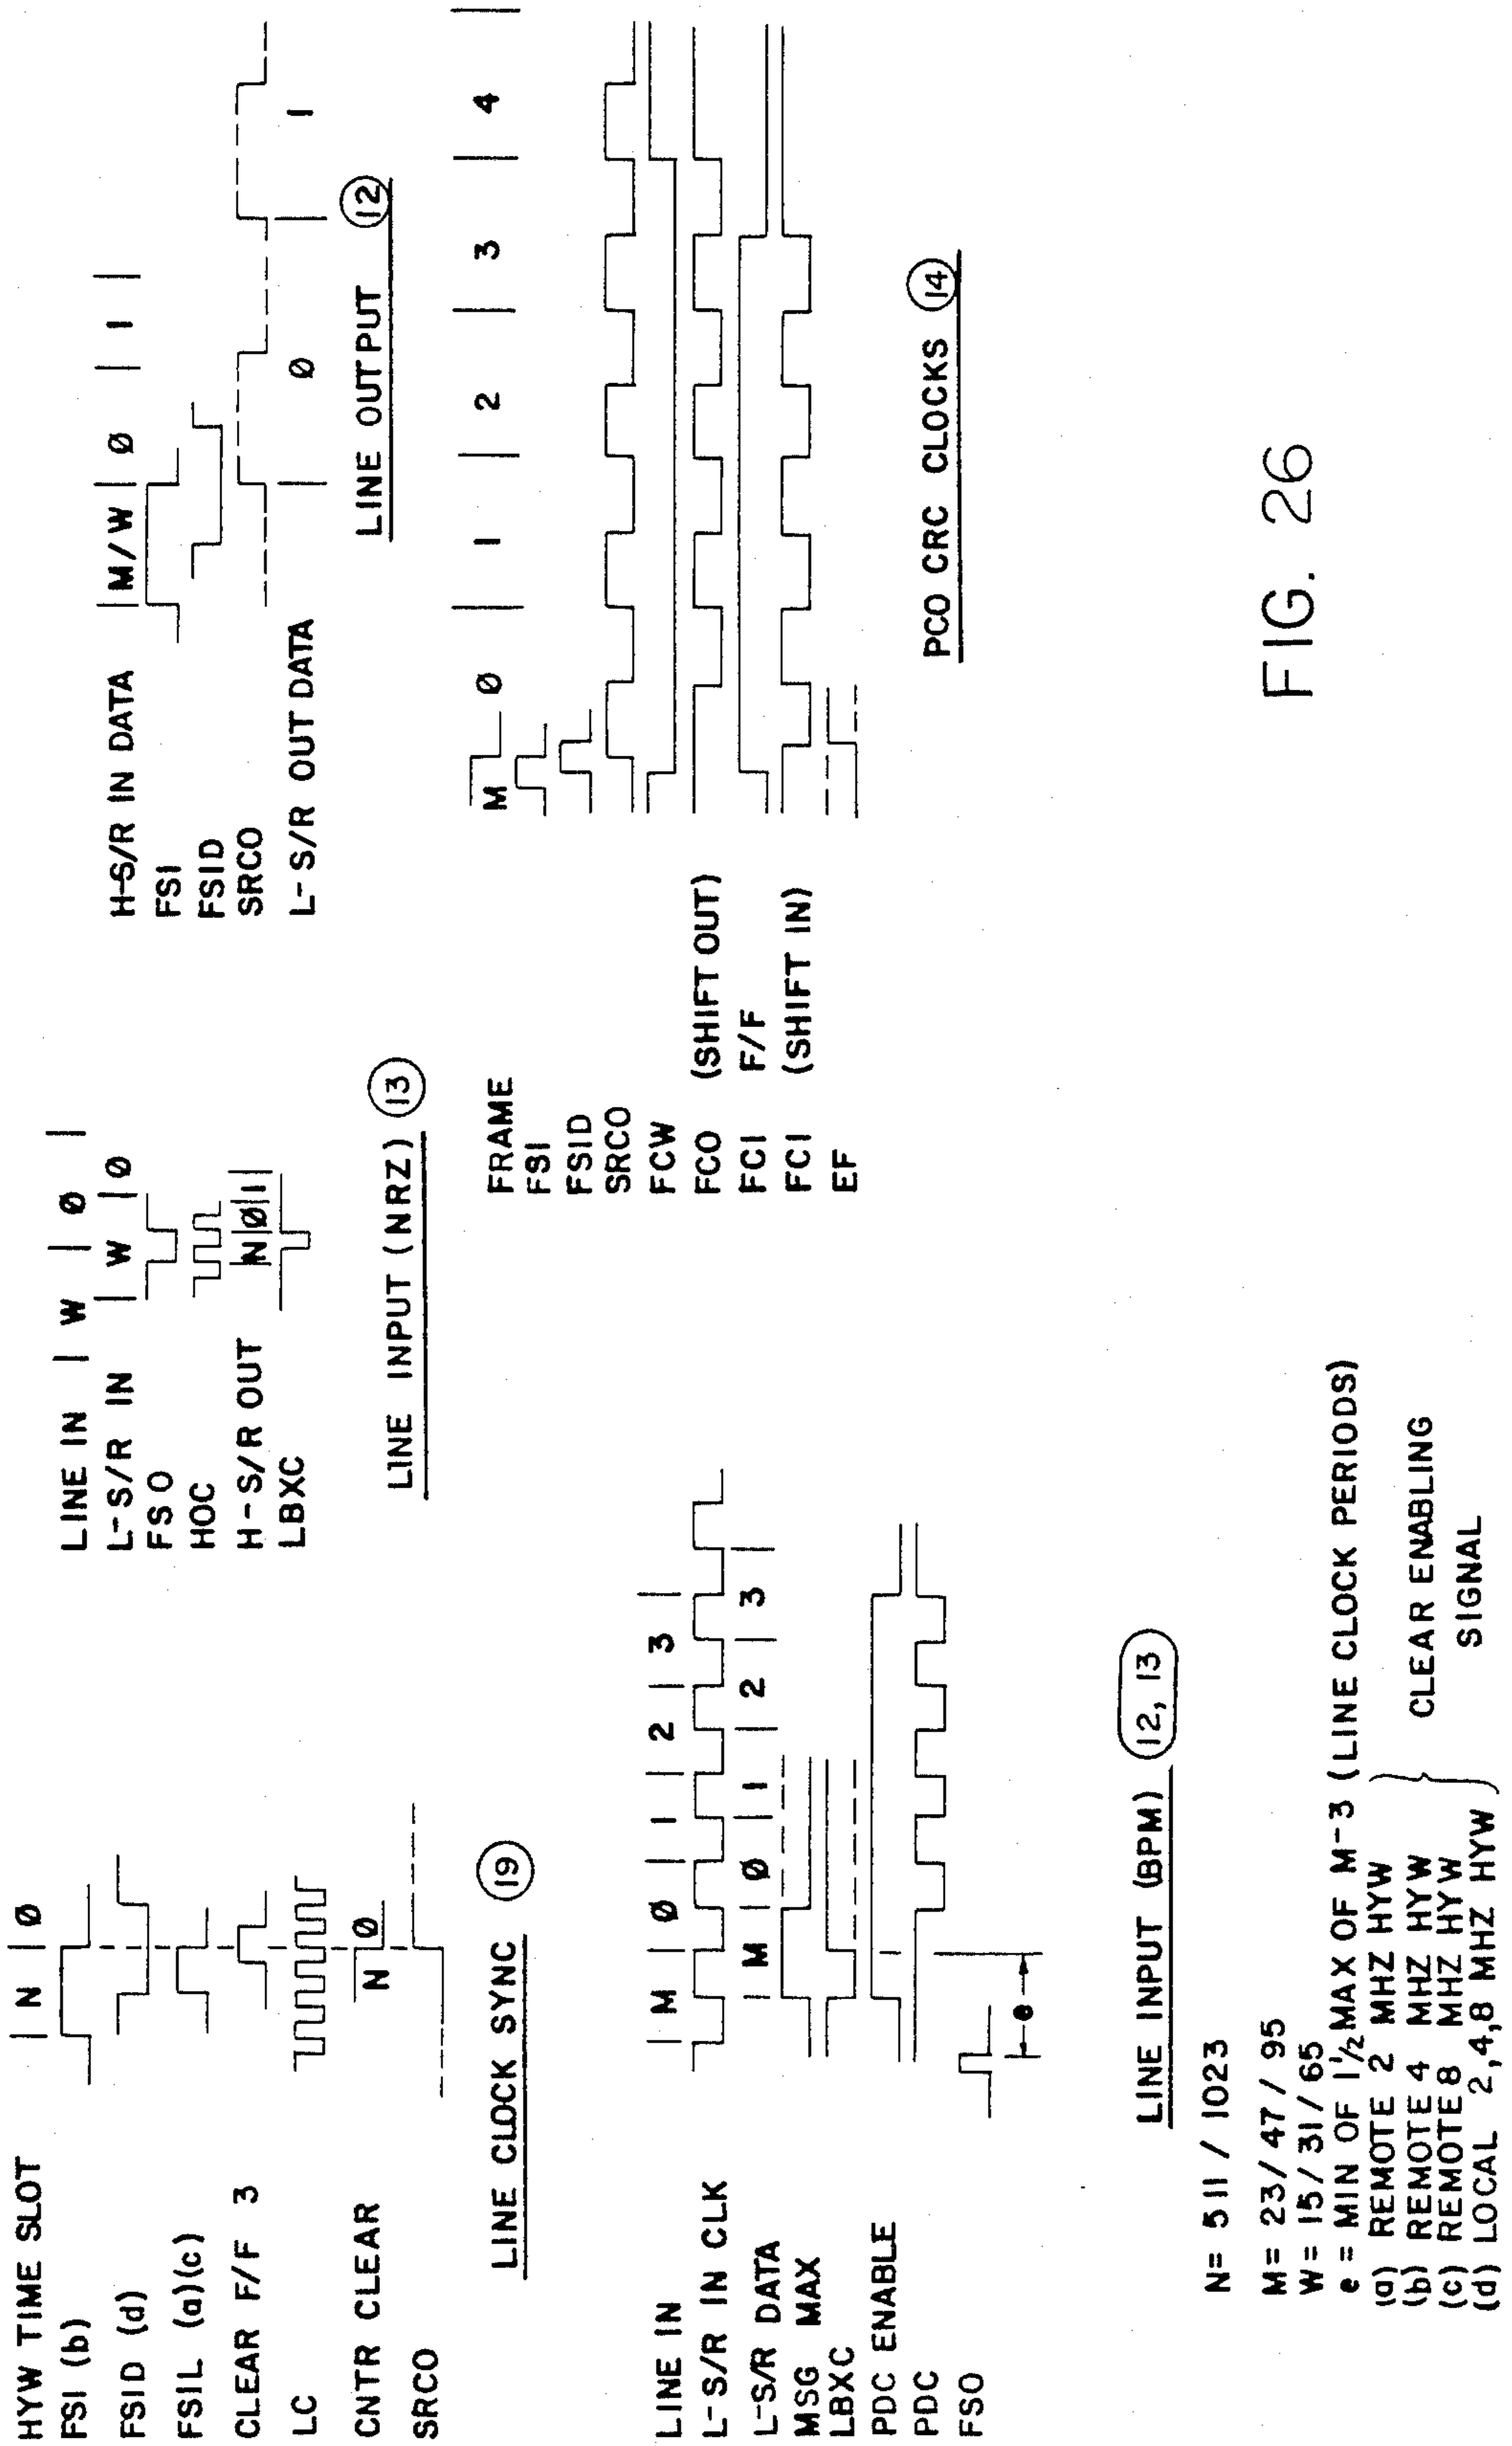 HYW TIME SLOT | N | Ø
FSI (b)
FSID (d)
FSIL (a)(c)
CLEAR F/F 3
LC
CNTR CLEAR N Ø
SRCO
LINE CLOCK SYNC 19
LINE IN | W | Ø |
L-S/R IN | W | Ø
FSO
HOC
H-S/R OUT N|Ø|1|
LBXC
LINE INPUT (NRZ) 13
H-S/R IN DATA | M/W | Ø | 1 |
FSI
FSID
SRCO
L-S/R OUT DATA | Ø | 1
LINE OUTPUT 12
LINE IN | M | Ø | 1 | 2 | 3 |
L-S/R IN CLK
L-S/R DATA | M | Ø | 1 | 2 | 3 |
MSG MAX
LBXC
PDC ENABLE
PDC
FSO e
LINE INPUT (BPM) 12, 13
FRAME M Ø | 1 | 2 | 3 | 4 |
FSI
FSID
SRCO
FCW
FCO (SHIFT OUT)
FCI F/F
FCI (SHIFT IN)
EF
PCO CRC CLOCKS 14
N= 511 / 1023
M= 23/ 47 / 95
W = 15/ 31/ 65
e = MIN OF 1 1/2 MAX OF M-3 (LINE CLOCK PERIODS)
(a) REMOTE 2 MHZ HYW
(b) REMOTE 4 MHZ HYW
(c) REMOTE 8 MHZ HYW
(d) LOCAL 2,4,8 MHZ HYW
CLEAR ENABLING
SIGNAL
FIG. 26